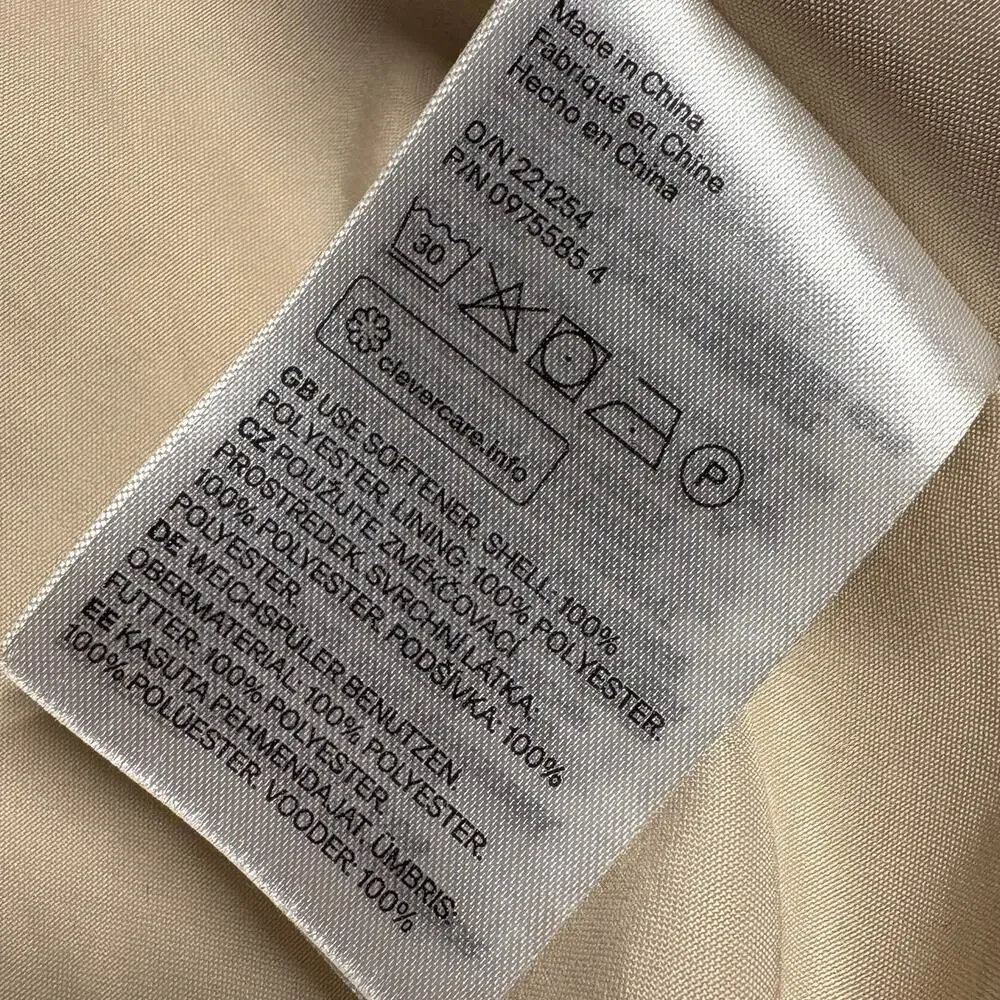 Made in China
Fabriqué en Chine
Hecho en China
O/N 221254
P/N 0975585 4
30
P
clevercare.info
GB USE SOFTENER. SHELL: 100%
POLYESTER. LINING: 100% POLYESTER.
CZ POUŽIJTE ZMĚKČOVACÍ
PROSTŘEDEK. SVRCHNÍ LÁTKA:
100% POLYESTER. PODŠÍVKA: 100%
POLYESTER.
DE WEICHSPÜLER BENUTZEN.
OBERMATERIAL: 100% POLYESTER.
FUTTER: 100% POLYESTER.
EE KASUTA PEHMENDAJAT. ÜMBRIS:
100% POLÜESTER. VOODER: 100%